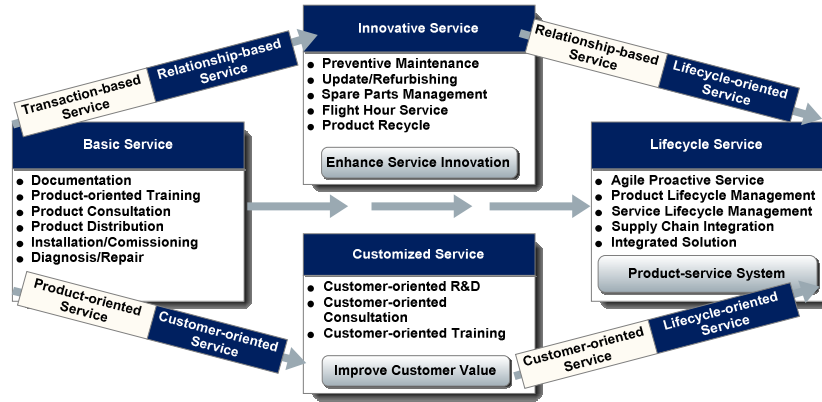 Innovative Service
Preventive Maintenance
Update/Refurbishing
Spare Parts Management
Flight Hour Service
Product Recycle
Enhance Service Innovation
Transaction-based
Service
Relationship-based
Service
Relationship-based
Service
Lifecycle-oriented
Service
Basic Service
Documentation
Product-oriented Training
Product Consultation
Product Distribution
Installation/Comissioning
Diagnosis/Repair
Lifecycle Service
Agile Proactive Service
Product Lifecycle Management
Service Lifecycle Management
Supply Chain Integration
Integrated Solution
Product-service System
Customized Service
Customer-oriented R&D
Customer-oriented
Consultation
Customer-oriented Training
Improve Customer Value
Product-oriented
Service
Customer-oriented
Service
Customer-oriented
Service
Lifecycle-oriented
Service